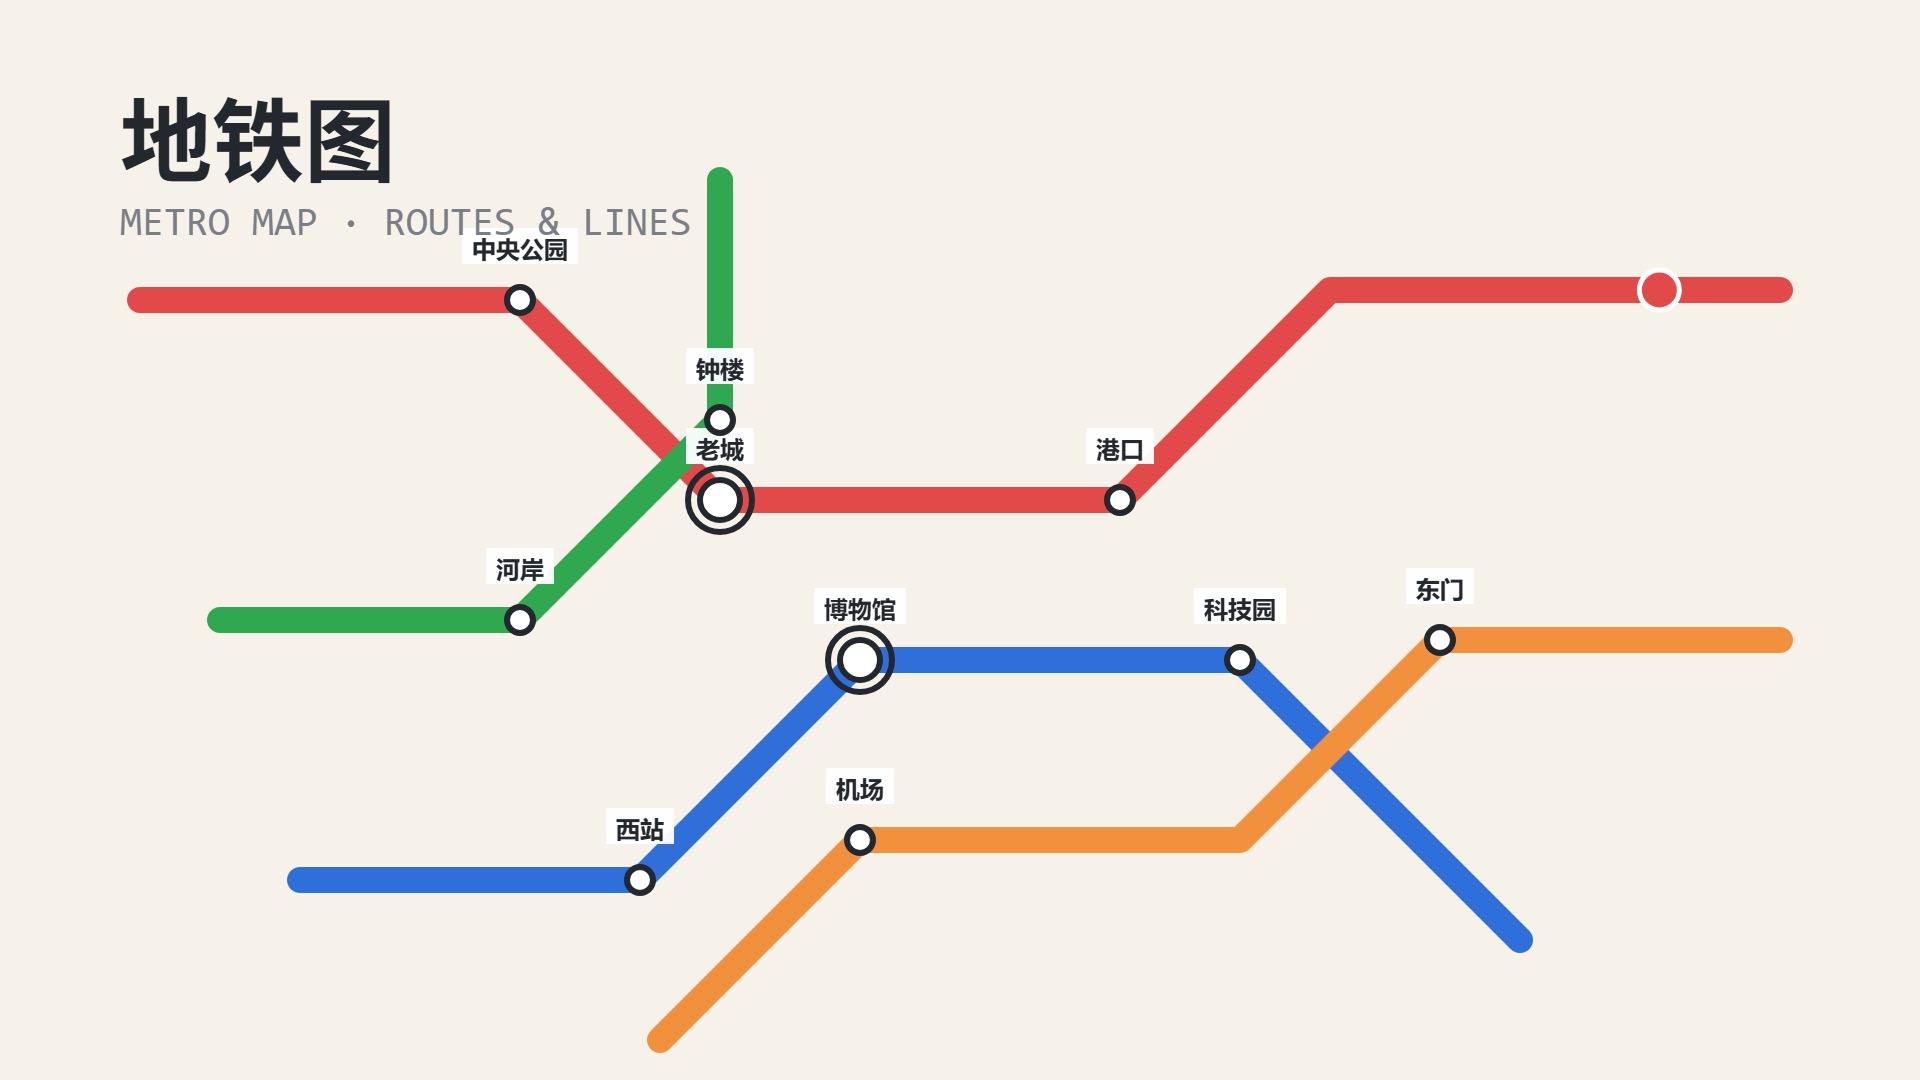 地铁图
METRO MAP · ROUTES & LINES
中央公园
钟楼
老城
港口
河岸
东门
博物馆
科技园
机场
西站